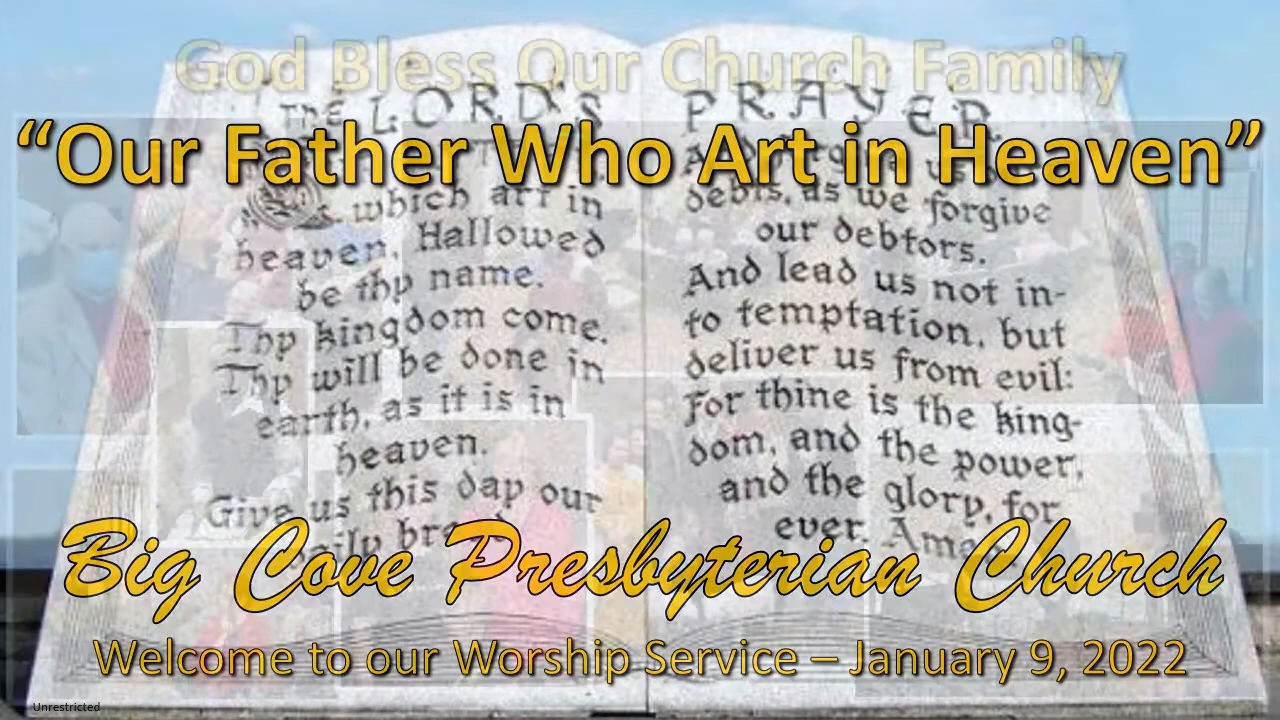 God Bless Our Church Family
THE LORD'S PRAYER
“Our Father Who Art in Heaven”
which art in
heaven, Hallowed
be thy name.
Thy kingdom come.
Thy will be done in
earth, as it is in
heaven.
Give us this day our
daily
debts, as we forgive
our debtors.
And lead us not in-
to temptation, but
deliver us from evil:
For thine is the king-
dom, and the power,
and the glory, for
ever.
Big Cove Presbyterian Church
Welcome to our Worship Service – January 9, 2022
Unrestricted